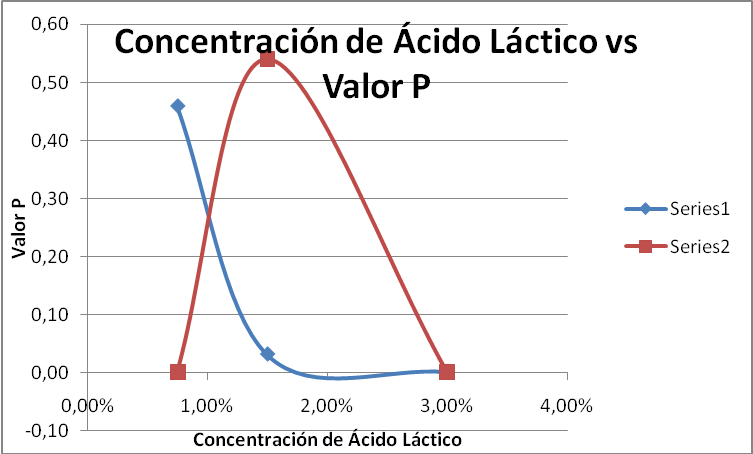 Concentración de Ácido Láctico vs
Valor P
0,60
0,50
0,40
0,30
0,20
0,10
0,00
-0,10
Valor P
0,00%
1,00%
2,00%
3,00%
4,00%
Concentración de Ácido Láctico
Series1
Series2